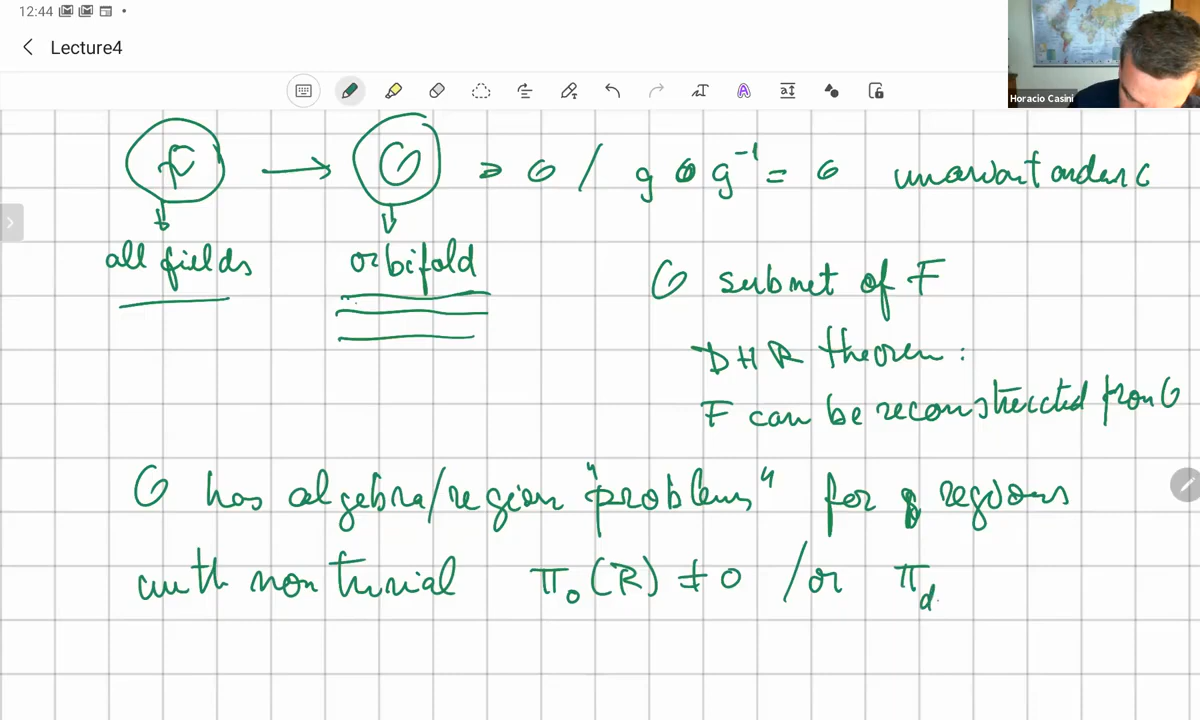 12:44
Lecture4
Horacio Casini
F → O ∋ O / g O g⁻¹ = O
all fields
orbifold
O subnet of F
DHR theorem :
F can be reconstructed from O
O has algebra/region "problems" for regions
with non trivial π₀(R) ≠ 0 /or π_d